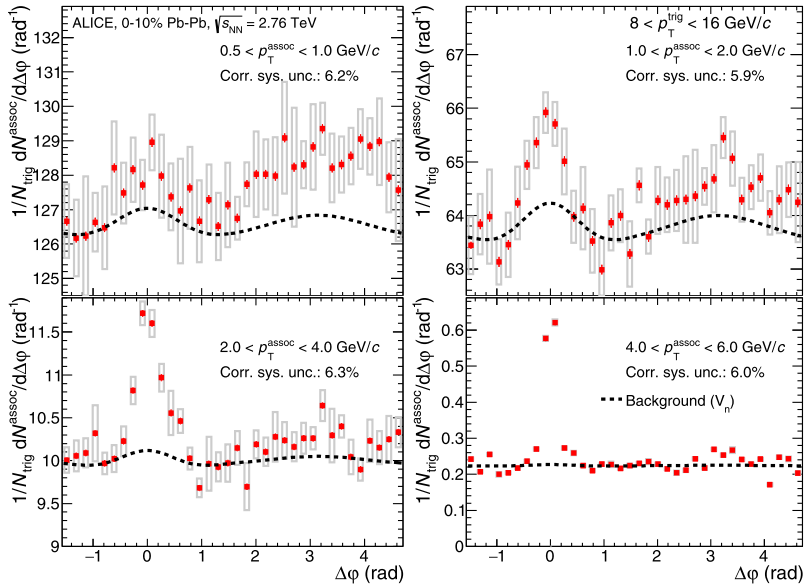 ALICE, 0-10% Pb-Pb, √s_NN = 2.76 TeV
0.5 < p_T^assoc < 1.0 GeV/c
Corr. sys. unc.: 6.2%
1/N_trig dN^assoc/dΔφ (rad⁻¹)
132
131
130
129
128
127
126
125
8 < p_T^trig < 16 GeV/c
1.0 < p_T^assoc < 2.0 GeV/c
Corr. sys. unc.: 5.9%
1/N_trig dN^assoc/dΔφ (rad⁻¹)
67
66
65
64
63
2.0 < p_T^assoc < 4.0 GeV/c
Corr. sys. unc.: 6.3%
1/N_trig dN^assoc/dΔφ (rad⁻¹)
11.5
11
10.5
10
9.5
9
−1 0 1 2 3 4
Δφ (rad)
4.0 < p_T^assoc < 6.0 GeV/c
Corr. sys. unc.: 6.0%
Background (V_n)
1/N_trig dN^assoc/dΔφ (rad⁻¹)
0.6
0.5
0.4
0.3
0.2
0.1
0
−1 0 1 2 3 4
Δφ (rad)